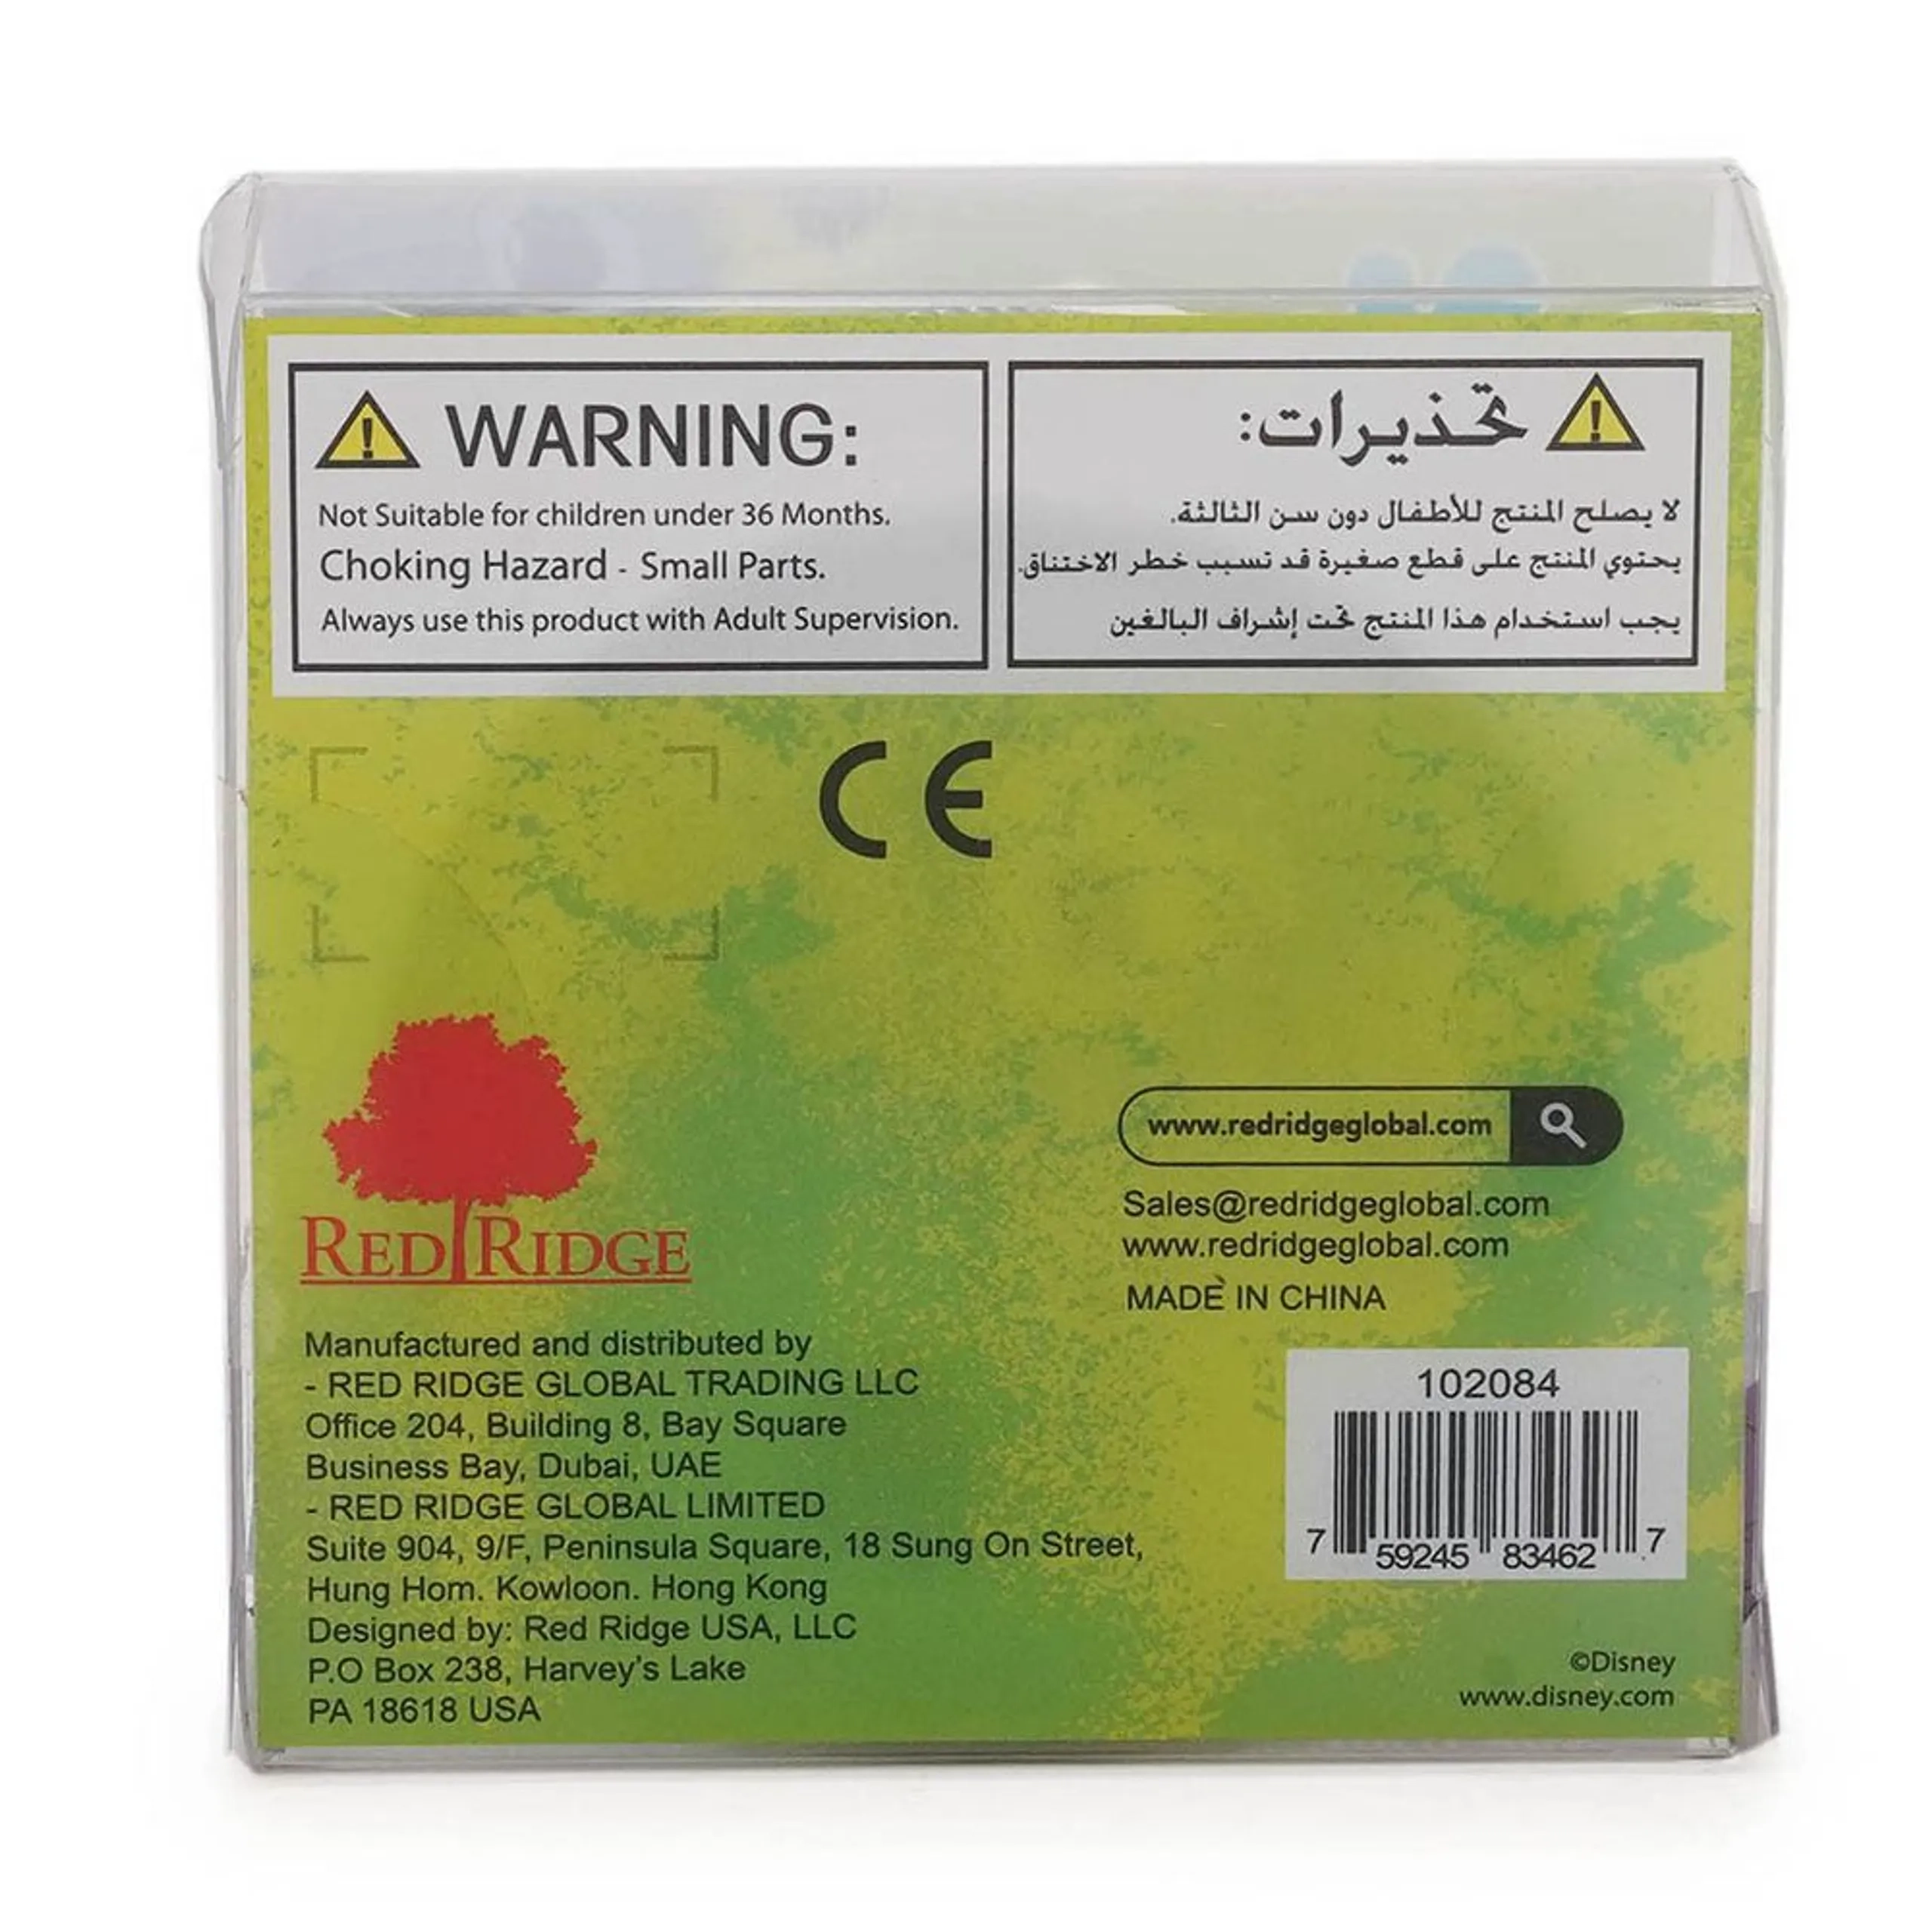 WARNING:
Not Suitable for children under 36 Months.
Choking Hazard - Small Parts.
Always use this product with Adult Supervision.
تحذيرات:
لا يصلح المنتج للأطفال دون سن الثالثة.
يحتوي المنتج على قطع صغيرة قد تسبب خطر الاختناق.
يجب استخدام هذا المنتج تحت إشراف البالغين
CE
RED RIDGE
www.redridgeglobal.com
Sales@redridgeglobal.com
www.redridgeglobal.com
MADE IN CHINA
Manufactured and distributed by
- RED RIDGE GLOBAL TRADING LLC
Office 204, Building 8, Bay Square
Business Bay, Dubai, UAE
- RED RIDGE GLOBAL LIMITED
Suite 904, 9/F, Peninsula Square, 18 Sung On Street,
Hung Hom. Kowloon. Hong Kong
Designed by: Red Ridge USA, LLC
P.O Box 238, Harvey's Lake
PA 18618 USA
102084
7 59245 83462 7
©Disney
www.disney.com